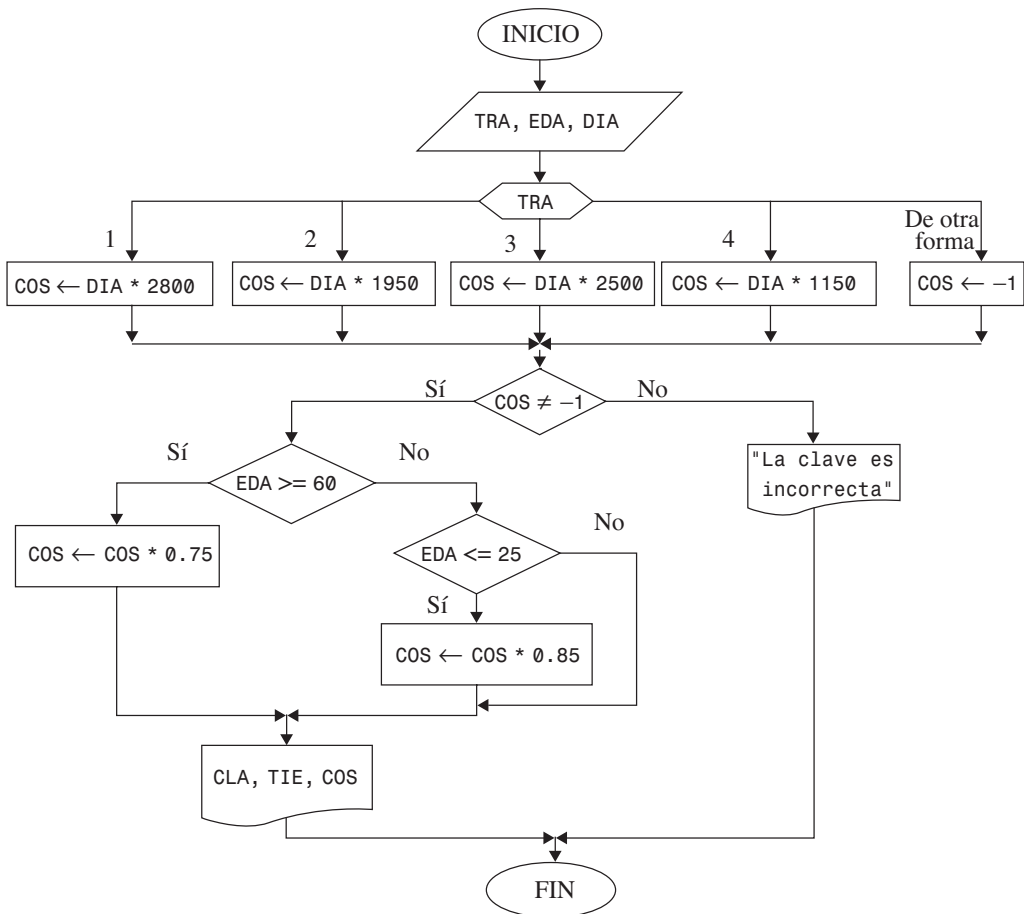 INICIO
TRA, EDA, DIA
TRA
1
2
3
4
De otra
forma
COS ← DIA * 2800
COS ← DIA * 1950
COS ← DIA * 2500
COS ← DIA * 1150
COS ← −1
Sí
COS ≠ −1
No
Sí
EDA >= 60
No
"La clave es
incorrecta"
COS ← COS * 0.75
EDA <= 25
No
Sí
COS ← COS * 0.85
CLA, TIE, COS
FIN